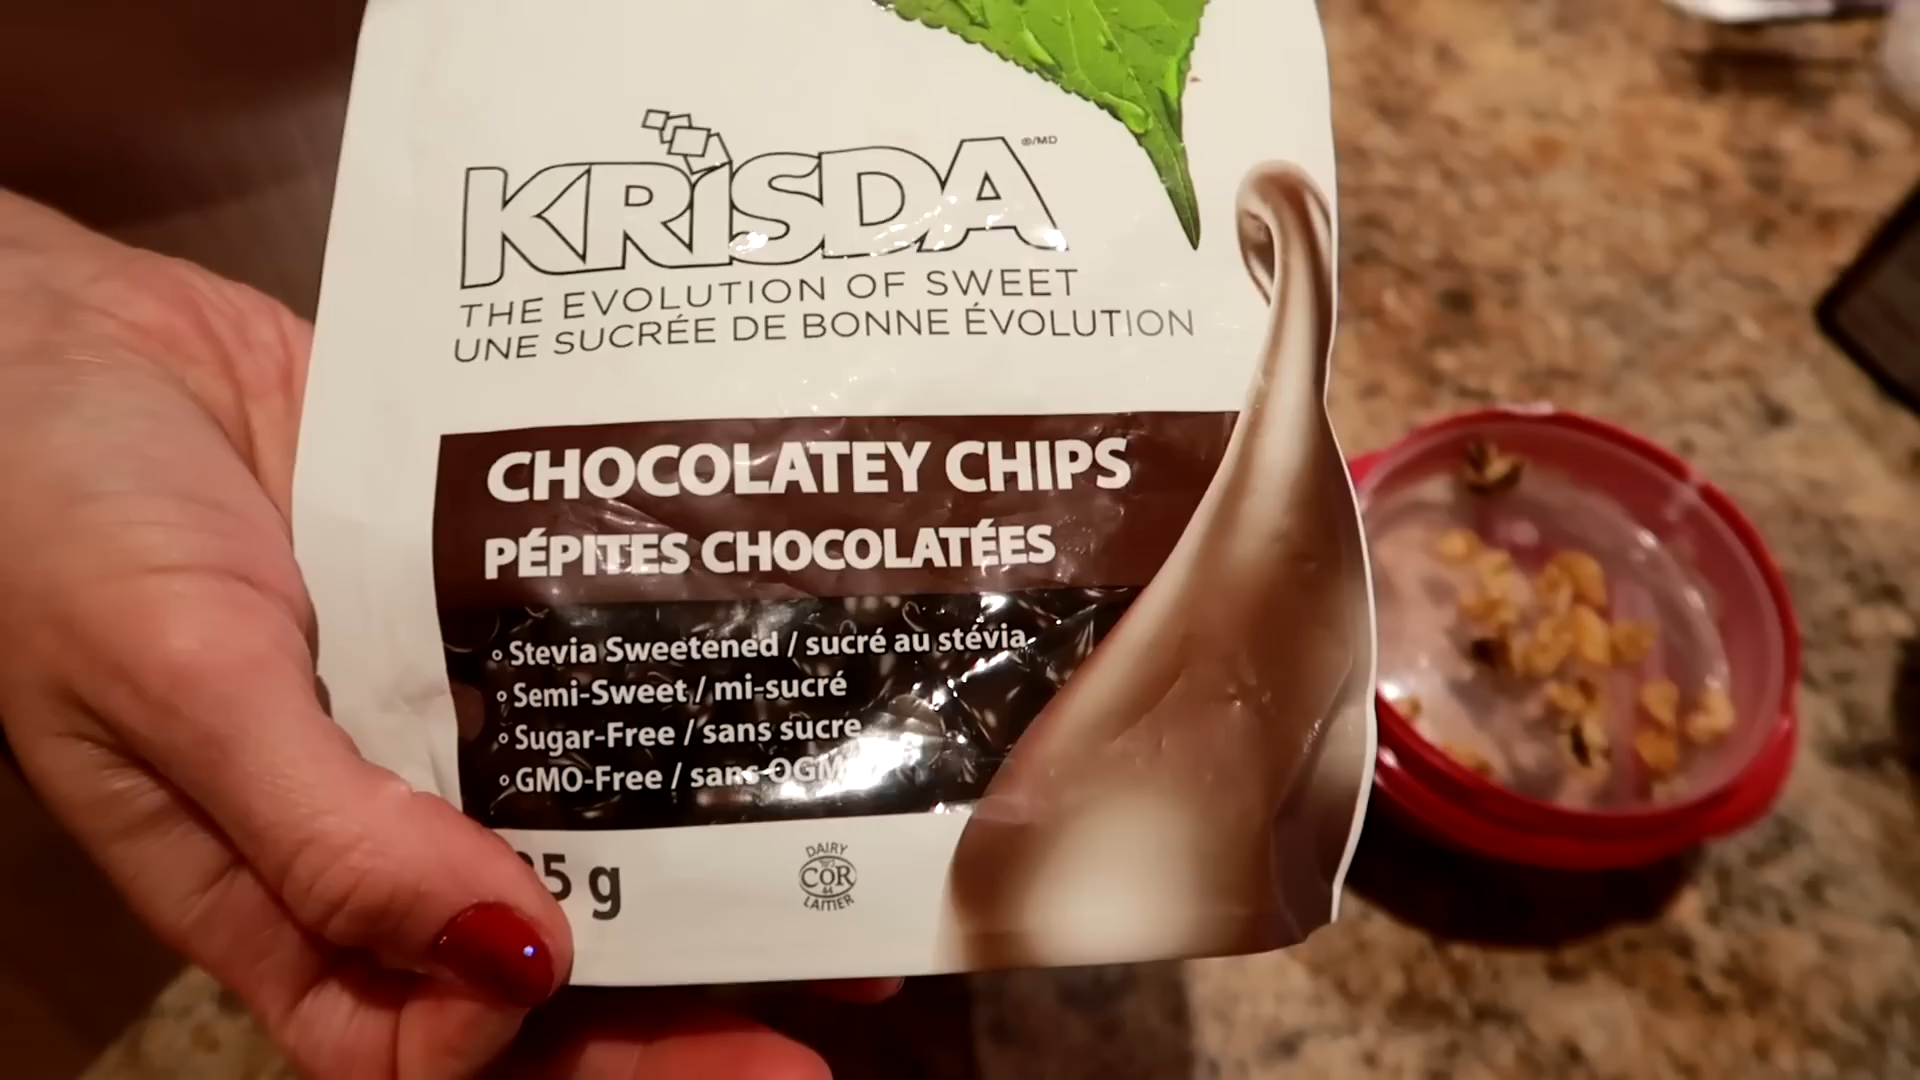 KRiSDA ®/MD
THE EVOLUTION OF SWEET
UNE SUCRÉE DE BONNE ÉVOLUTION
CHOCOLATEY CHIPS
PÉPITES CHOCOLATÉES
° Stevia Sweetened / sucré au stévia
° Semi-Sweet / mi-sucré
° Sugar-Free / sans sucre
° GMO-Free / sans OGM
5 g
DAIRY
COR
LAITIER